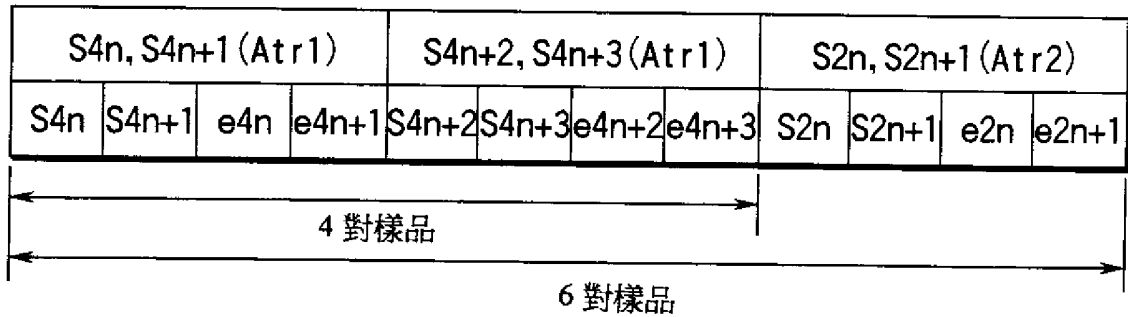 S4n, S4n+1(Atr1) S4n+2, S4n+3(Atr1) S2n, S2n+1(Atr2)
S4n S4n+1 e4n e4n+1 S4n+2 S4n+3 e4n+2 e4n+3 S2n S2n+1 e2n e2n+1
4 對樣品
6 對樣品